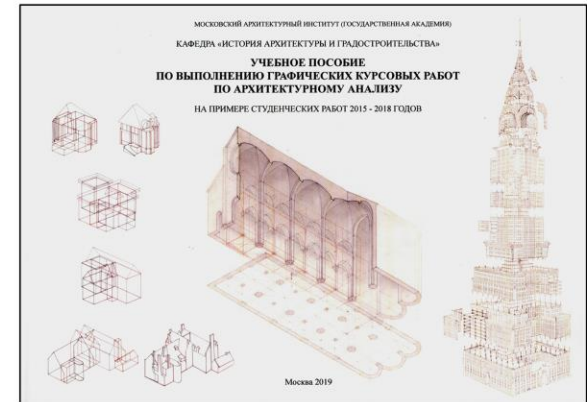 МОСКОВСКИЙ АРХИТЕКТУРНЫЙ ИНСТИТУТ (ГОСУДАРСТВЕННАЯ АКАДЕМИЯ)
КАФЕДРА «ИСТОРИЯ АРХИТЕКТУРЫ И ГРАДОСТРОИТЕЛЬСТВА»
УЧЕБНОЕ ПОСОБИЕ
ПО ВЫПОЛНЕНИЮ ГРАФИЧЕСКИХ КУРСОВЫХ РАБОТ
ПО АРХИТЕКТУРНОМУ АНАЛИЗУ
НА ПРИМЕРЕ СТУДЕНЧЕСКИХ РАБОТ 2015 - 2018 ГОДОВ
Москва 2019